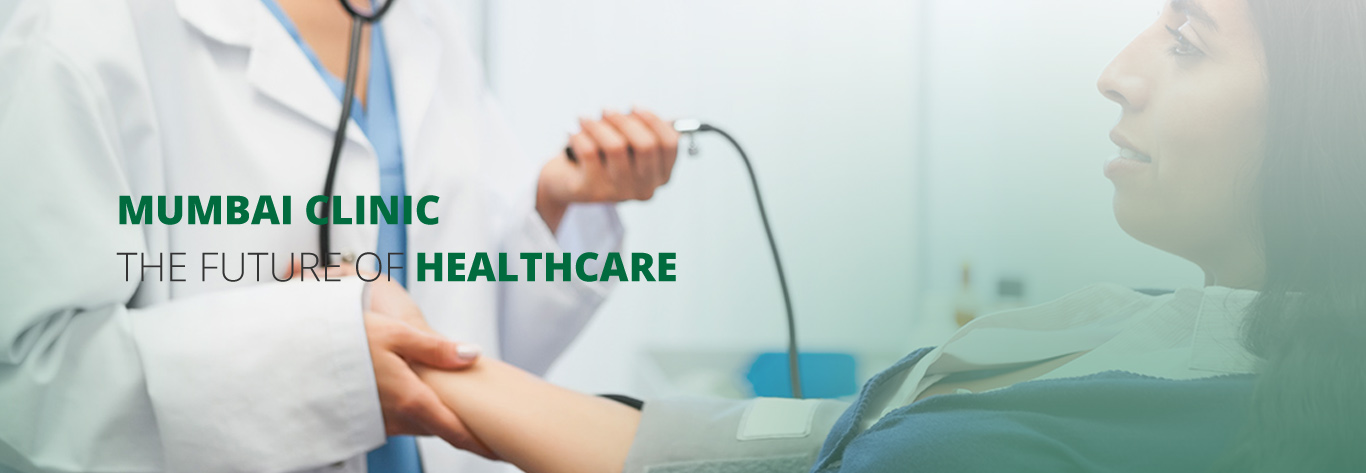 MUMBAI CLINIC
THE FUTURE OF HEALTHCARE